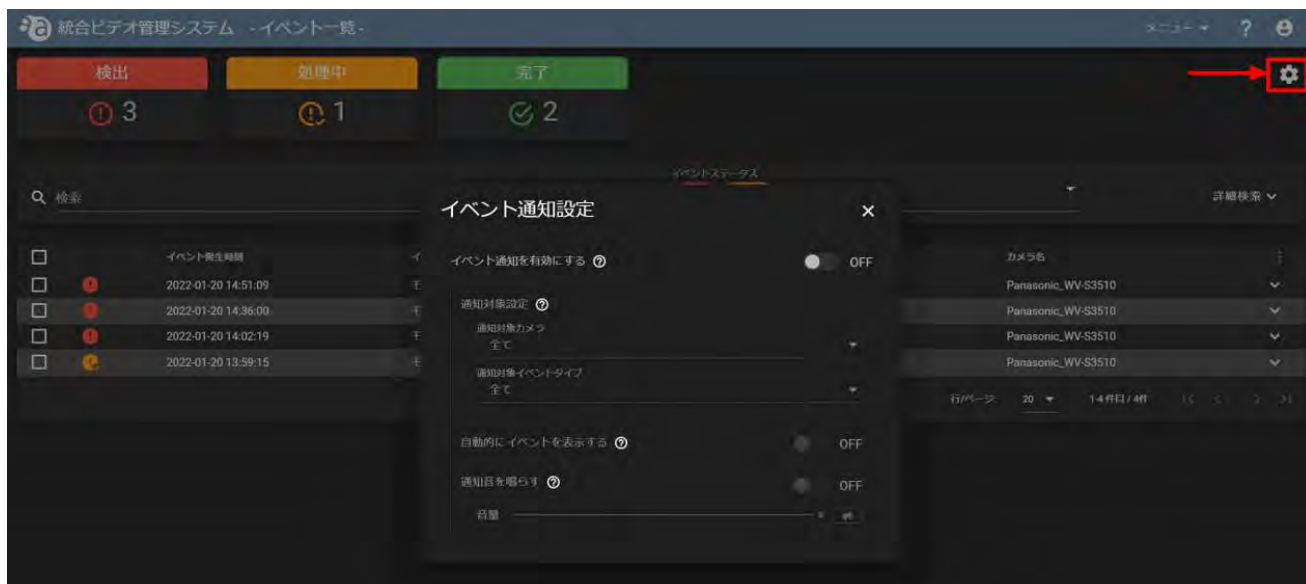 統合ビデオ管理システム - イベント一覧 -
メニュー ?
検出 処理中 完了
3 1 2
イベントステータス
検索 詳細検索
イベント通知設定 ×
イベント発生時間 カメラ名
イベント通知を有効にする ? OFF
2022-01-20 14:51:09 Panasonic_WV-S3510
2022-01-20 14:36:00 Panasonic_WV-S3510
2022-01-20 14:02:19 Panasonic_WV-S3510
2022-01-20 13:59:15 Panasonic_WV-S3510
通知対象設定 ?
通知対象カメラ
全て
通知対象イベントタイプ
全て
行/ページ: 20 1-4 件目 / 4件
自動的にイベントを表示する ? OFF
通知音を鳴らす ? OFF
音量